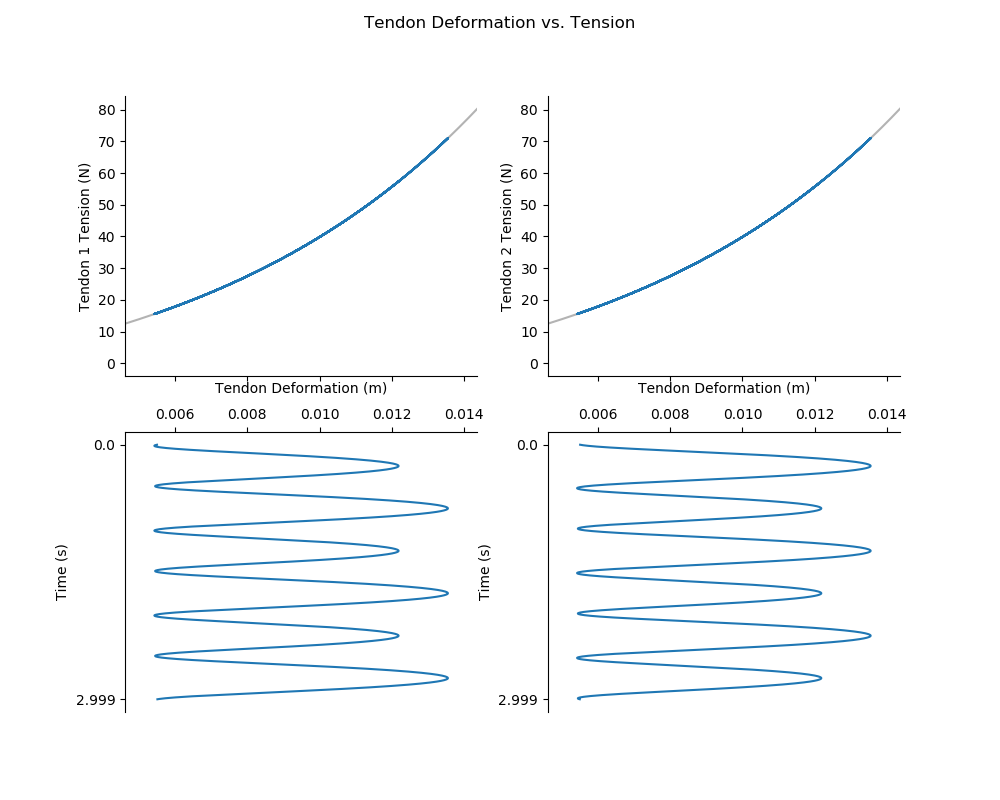 Tendon Deformation vs. Tension
80
70
60
50
40
30
20
10
0
Tendon 1 Tension (N)
Tendon Deformation (m)
80
70
60
50
40
30
20
10
0
Tendon 2 Tension (N)
Tendon Deformation (m)
0.006 0.008 0.010 0.012 0.014
0.0
2.999
Time (s)
0.006 0.008 0.010 0.012 0.014
0.0
2.999
Time (s)